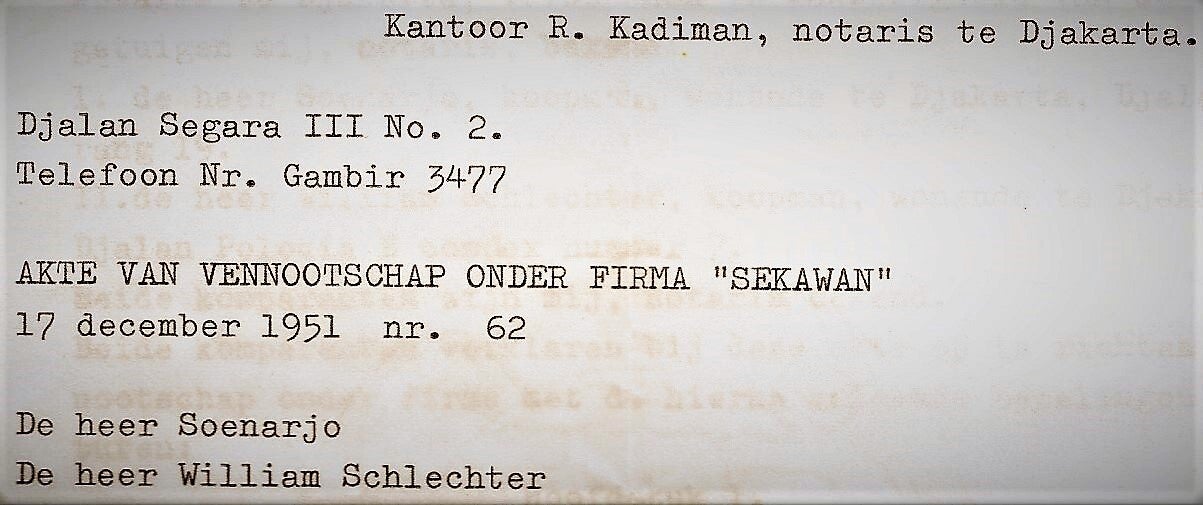 Kantoor R. Kadiman, notaris te Djakarta.
Djalan Segara III No. 2.
Telefoon Nr. Gambir 3477
AKTE VAN VENNOOTSCHAP ONDER FIRMA "SEKAWAN"
17 december 1951 nr. 62
De heer Soenarjo
De heer William Schlechter